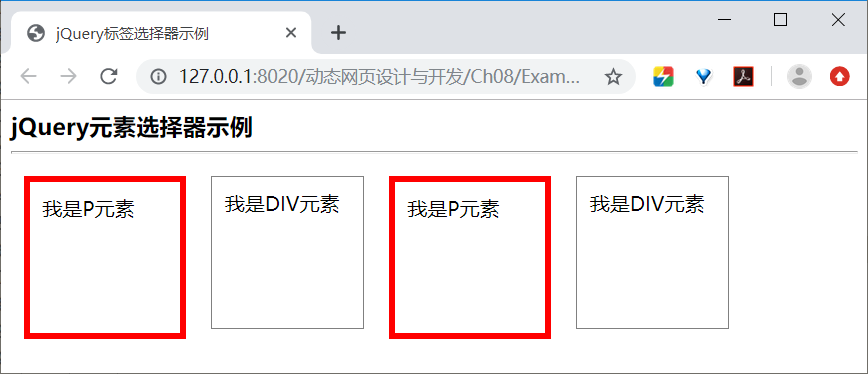 jQuery标签选择器示例
127.0.0.1:8020/动态网页设计与开发/Ch08/Exam...
jQuery元素选择器示例
我是P元素
我是DIV元素
我是P元素
我是DIV元素